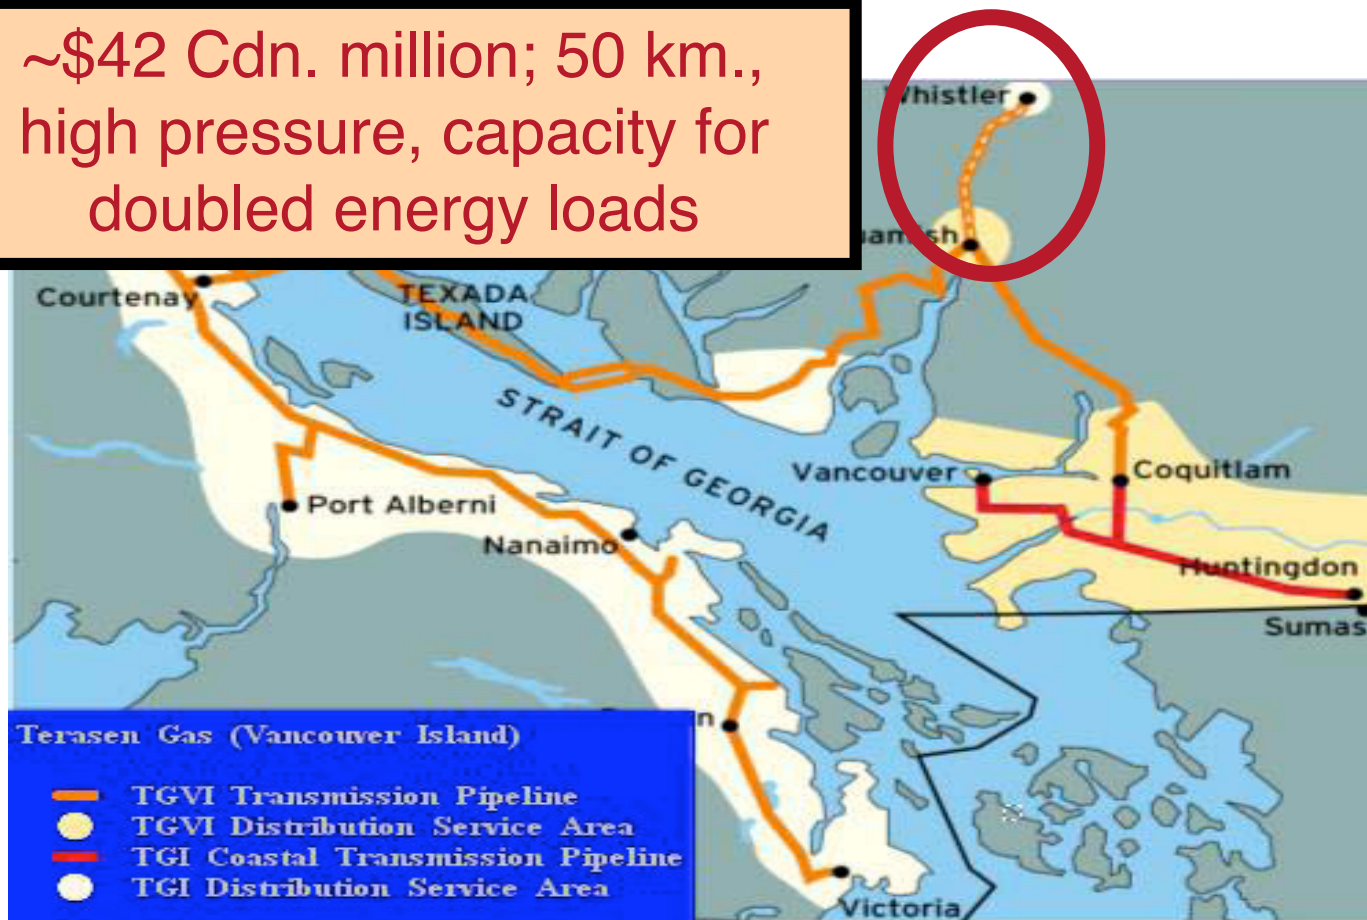 ~$42 Cdn. million; 50 km.,
high pressure, capacity for
doubled energy loads
Whistler
uamish
Courtenay
TEXADA
ISLAND
STRAIT OF GEORGIA
Vancouver
Coquitlam
Port Alberni
Nanaimo
Huntingdon
Sumas
n
Terasen Gas (Vancouver Island)
TGVI Transmission Pipeline
TGVI Distribution Service Area
TGI Coastal Transmission Pipeline
TGI Distribution Service Area
Victoria